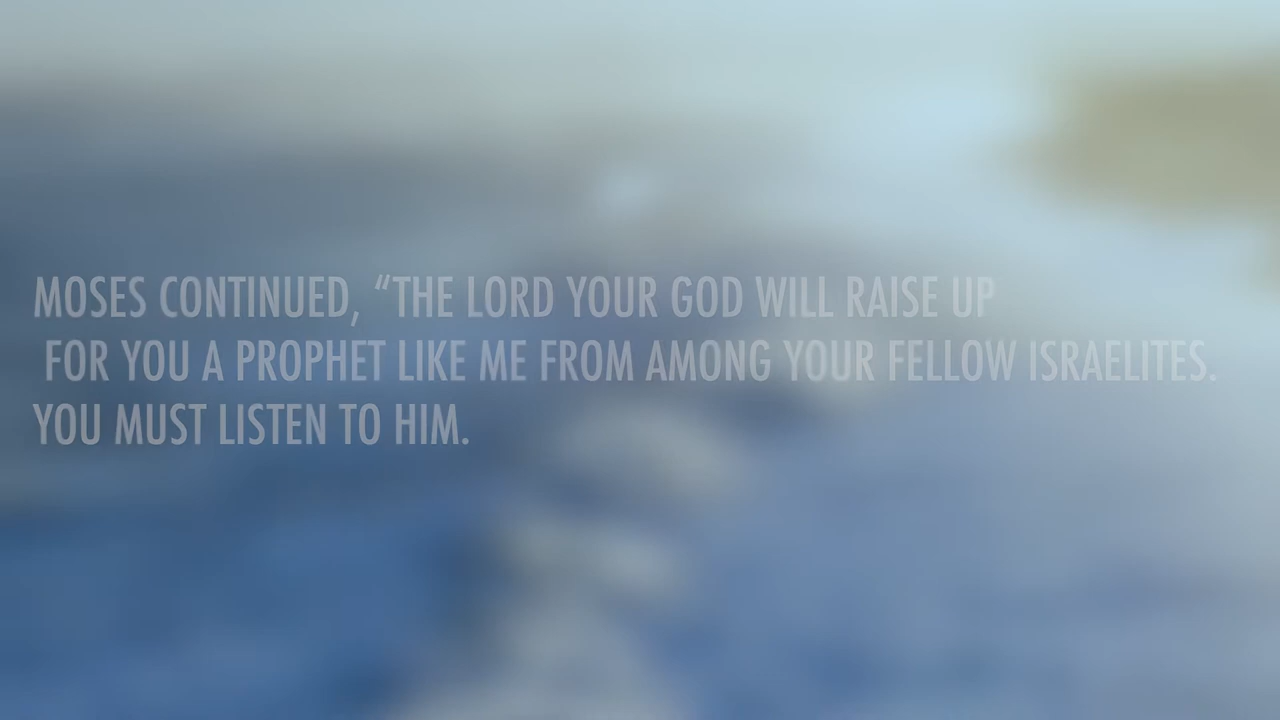 MOSES CONTINUED, “THE LORD YOUR GOD WILL RAISE UP
FOR YOU A PROPHET LIKE ME FROM AMONG YOUR FELLOW ISRAELITES.
YOU MUST LISTEN TO HIM.